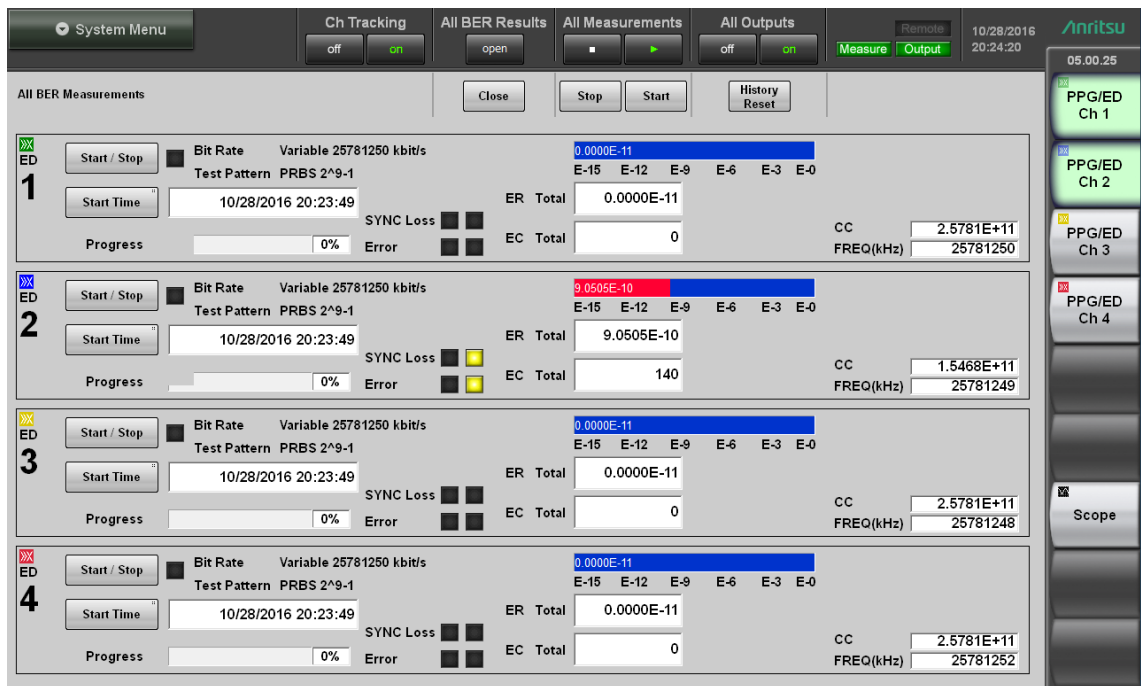 System Menu
Ch Tracking
off on
All BER Results
open
All Measurements
All Outputs
off on
Remote
Measure Output
10/28/2016
20:24:20
Anritsu
05.00.25
All BER Measurements
Close
Stop Start
History
Reset
ED
1
Start / Stop
Bit Rate Variable 25781250 kbit/s
Test Pattern PRBS 2^9-1
Start Time 10/28/2016 20:23:49
SYNC Loss
Progress 0% Error
0.0000E-11
E-15 E-12 E-9 E-6 E-3 E-0
ER Total 0.0000E-11
EC Total 0
CC 2.5781E+11
FREQ(kHz) 25781250
ED
2
Start / Stop
Bit Rate Variable 25781250 kbit/s
Test Pattern PRBS 2^9-1
Start Time 10/28/2016 20:23:49
SYNC Loss
Progress 0% Error
9.0505E-10
E-15 E-12 E-9 E-6 E-3 E-0
ER Total 9.0505E-10
EC Total 140
CC 1.5468E+11
FREQ(kHz) 25781249
ED
3
Start / Stop
Bit Rate Variable 25781250 kbit/s
Test Pattern PRBS 2^9-1
Start Time 10/28/2016 20:23:49
SYNC Loss
Progress 0% Error
0.0000E-11
E-15 E-12 E-9 E-6 E-3 E-0
ER Total 0.0000E-11
EC Total 0
CC 2.5781E+11
FREQ(kHz) 25781248
ED
4
Start / Stop
Bit Rate Variable 25781250 kbit/s
Test Pattern PRBS 2^9-1
Start Time 10/28/2016 20:23:49
SYNC Loss
Progress 0% Error
0.0000E-11
E-15 E-12 E-9 E-6 E-3 E-0
ER Total 0.0000E-11
EC Total 0
CC 2.5781E+11
FREQ(kHz) 25781252
PPG/ED
Ch 1
PPG/ED
Ch 2
PPG/ED
Ch 3
PPG/ED
Ch 4
Scope